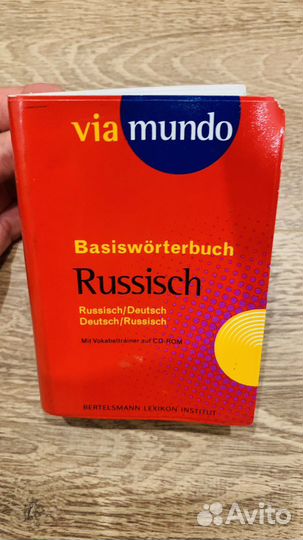 via mundo
Basiswörterbuch
Russisch
Russisch/Deutsch
Deutsch/Russisch
Mit Vokabeltrainer auf CD-ROM
BERTELSMANN LEXIKON INSTITUT
Avito